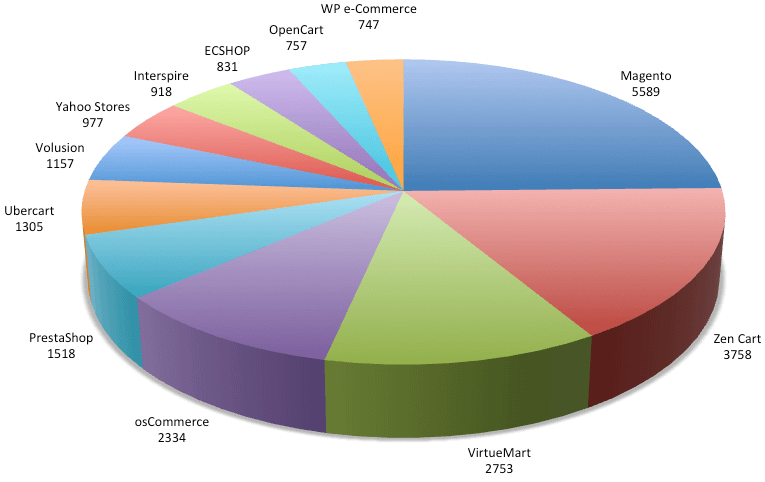 WP e-Commerce
747
OpenCart
757
ECSHOP
831
Interspire
918
Yahoo Stores
977
Volusion
1157
Ubercart
1305
PrestaShop
1518
osCommerce
2334
VirtueMart
2753
Zen Cart
3758
Magento
5589